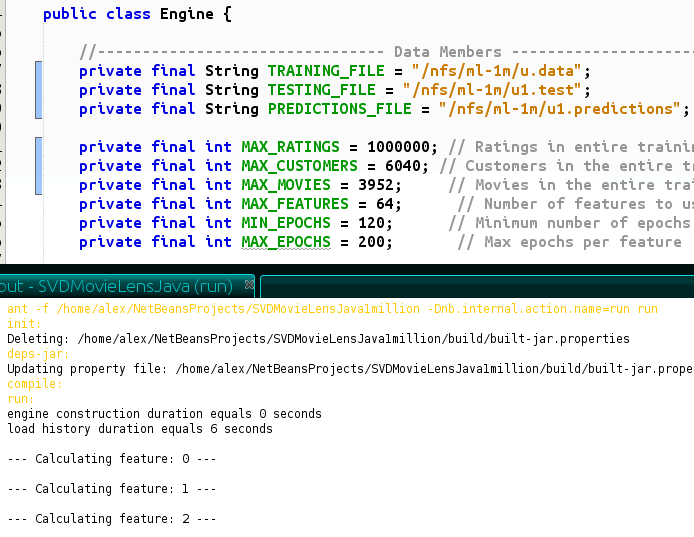 public class Engine {
//-------------------------------- Data Members --------------------
private final String TRAINING_FILE = "/nfs/ml-1m/u.data";
private final String TESTING_FILE = "/nfs/ml-1m/u1.test";
private final String PREDICTIONS_FILE = "/nfs/ml-1m/u1.predictions";
private final int MAX_RATINGS = 1000000; // Ratings in entire trainin
private final int MAX_CUSTOMERS = 6040; // Customers in the entire tr
private final int MAX_MOVIES = 3952; // Movies in the entire trai
private final int MAX_FEATURES = 64; // Number of features to us
private final int MIN_EPOCHS = 120; // Minimum number of epochs
private final int MAX_EPOCHS = 200; // Max epochs per feature
out - SVDMovieLensJava (run)
ant -f /home/alex/NetBeansProjects/SVDMovieLensJava1million -Dnb.internal.action.name=run run
init:
Deleting: /home/alex/NetBeansProjects/SVDMovieLensJava1million/build/built-jar.properties
deps-jar:
Updating property file: /home/alex/NetBeansProjects/SVDMovieLensJava1million/build/built-jar.prope
compile:
run:
engine construction duration equals 0 seconds
load history duration equals 6 seconds
--- Calculating feature: 0 ---
--- Calculating feature: 1 ---
--- Calculating feature: 2 ---